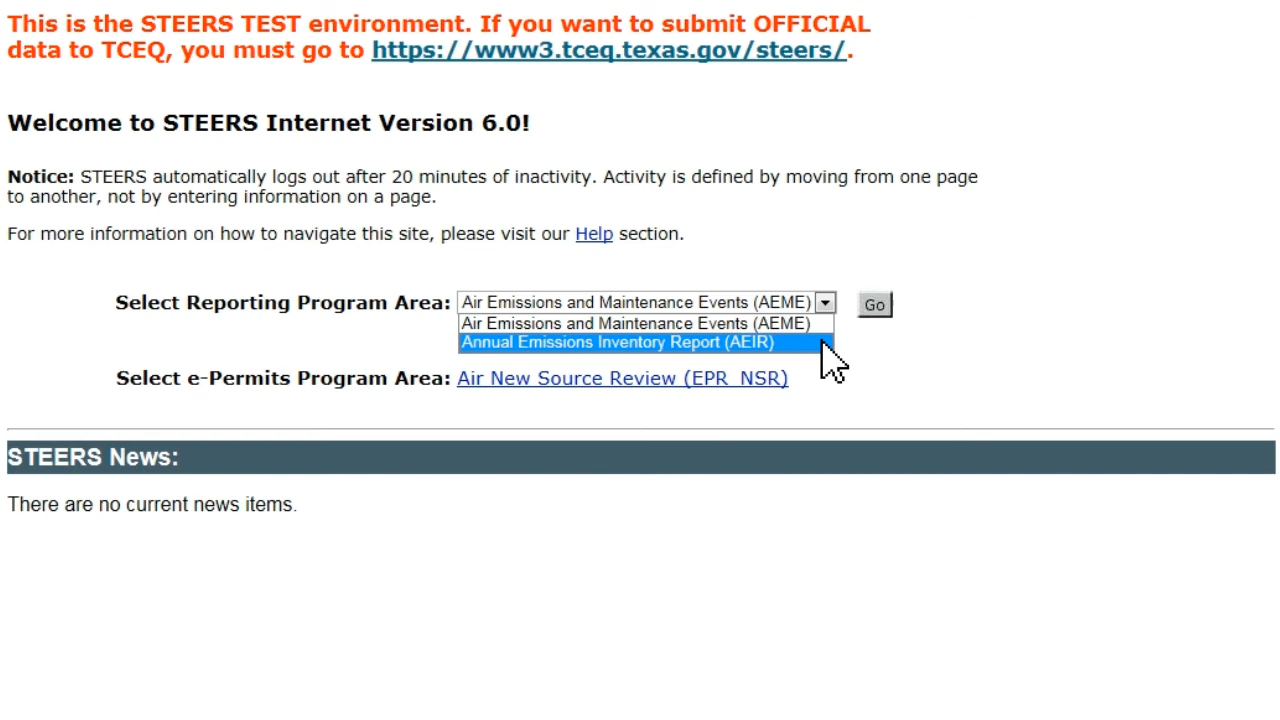 This is the STEERS TEST environment. If you want to submit OFFICIAL
data to TCEQ, you must go to https://www3.tceq.texas.gov/steers/.
Welcome to STEERS Internet Version 6.0!
Notice: STEERS automatically logs out after 20 minutes of inactivity. Activity is defined by moving from one page
to another, not by entering information on a page.
For more information on how to navigate this site, please visit our Help section.
Select Reporting Program Area: Air Emissions and Maintenance Events (AEME) Go
Air Emissions and Maintenance Events (AEME)
Annual Emissions Inventory Report (AEIR)
Select e-Permits Program Area: Air New Source Review (EPR_NSR)
STEERS News:
There are no current news items.